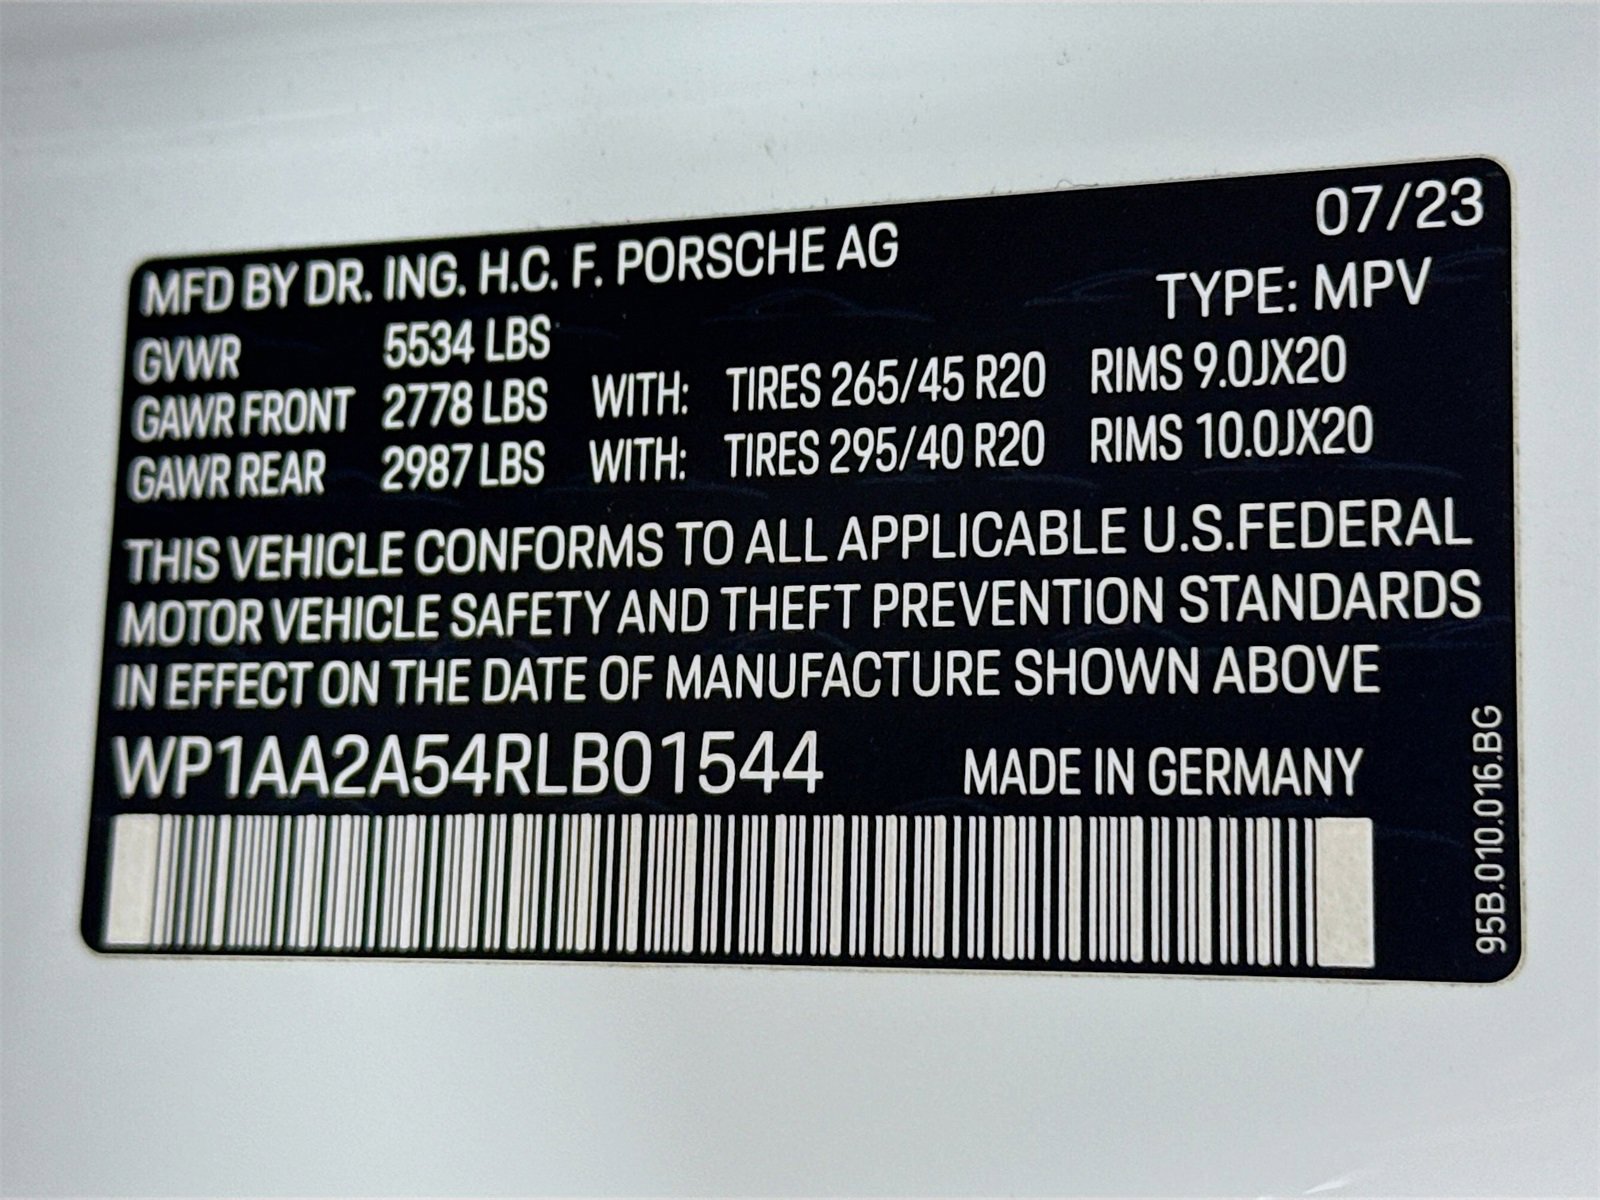 07/23
MFD BY DR. ING. H.C. F. PORSCHE AG
TYPE: MPV
GVWR 5534 LBS
GAWR FRONT 2778 LBS WITH: TIRES 265/45 R20 RIMS 9.0JX20
GAWR REAR 2987 LBS WITH: TIRES 295/40 R20 RIMS 10.0JX20
THIS VEHICLE CONFORMS TO ALL APPLICABLE U.S.FEDERAL
MOTOR VEHICLE SAFETY AND THEFT PREVENTION STANDARDS
IN EFFECT ON THE DATE OF MANUFACTURE SHOWN ABOVE
WP1AA2A54RLB01544 MADE IN GERMANY
95B.010.016.BG